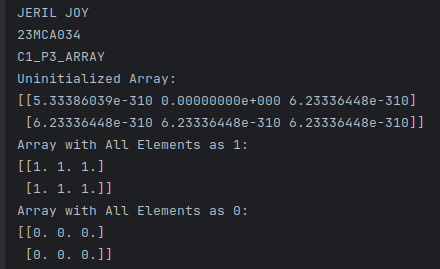 JERIL JOY
23MCA034
C1_P3_ARRAY
Uninitialized Array:
[[5.33386039e-310 0.00000000e+000 6.23336448e-310]
 [6.23336448e-310 6.23336448e-310 6.23336448e-310]]
Array with All Elements as 1:
[[1. 1. 1.]
 [1. 1. 1.]]
Array with All Elements as 0:
[[0. 0. 0.]
 [0. 0. 0.]]